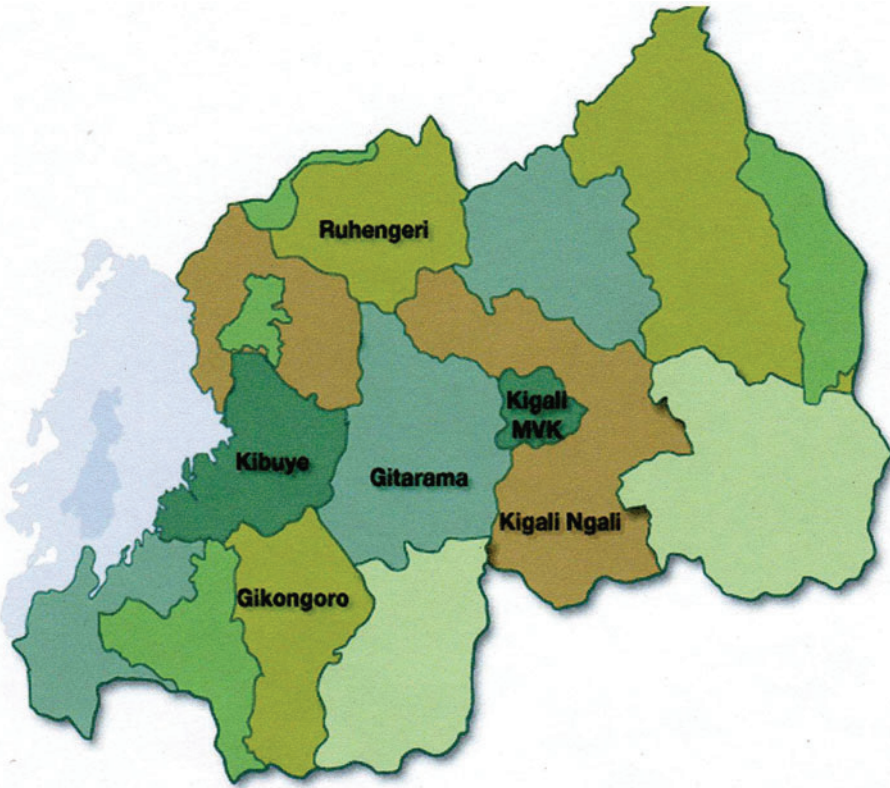 Ruhengeri
Kigali
MVK
Kibuye
Gitarama
Kigali Ngali
Gikongoro